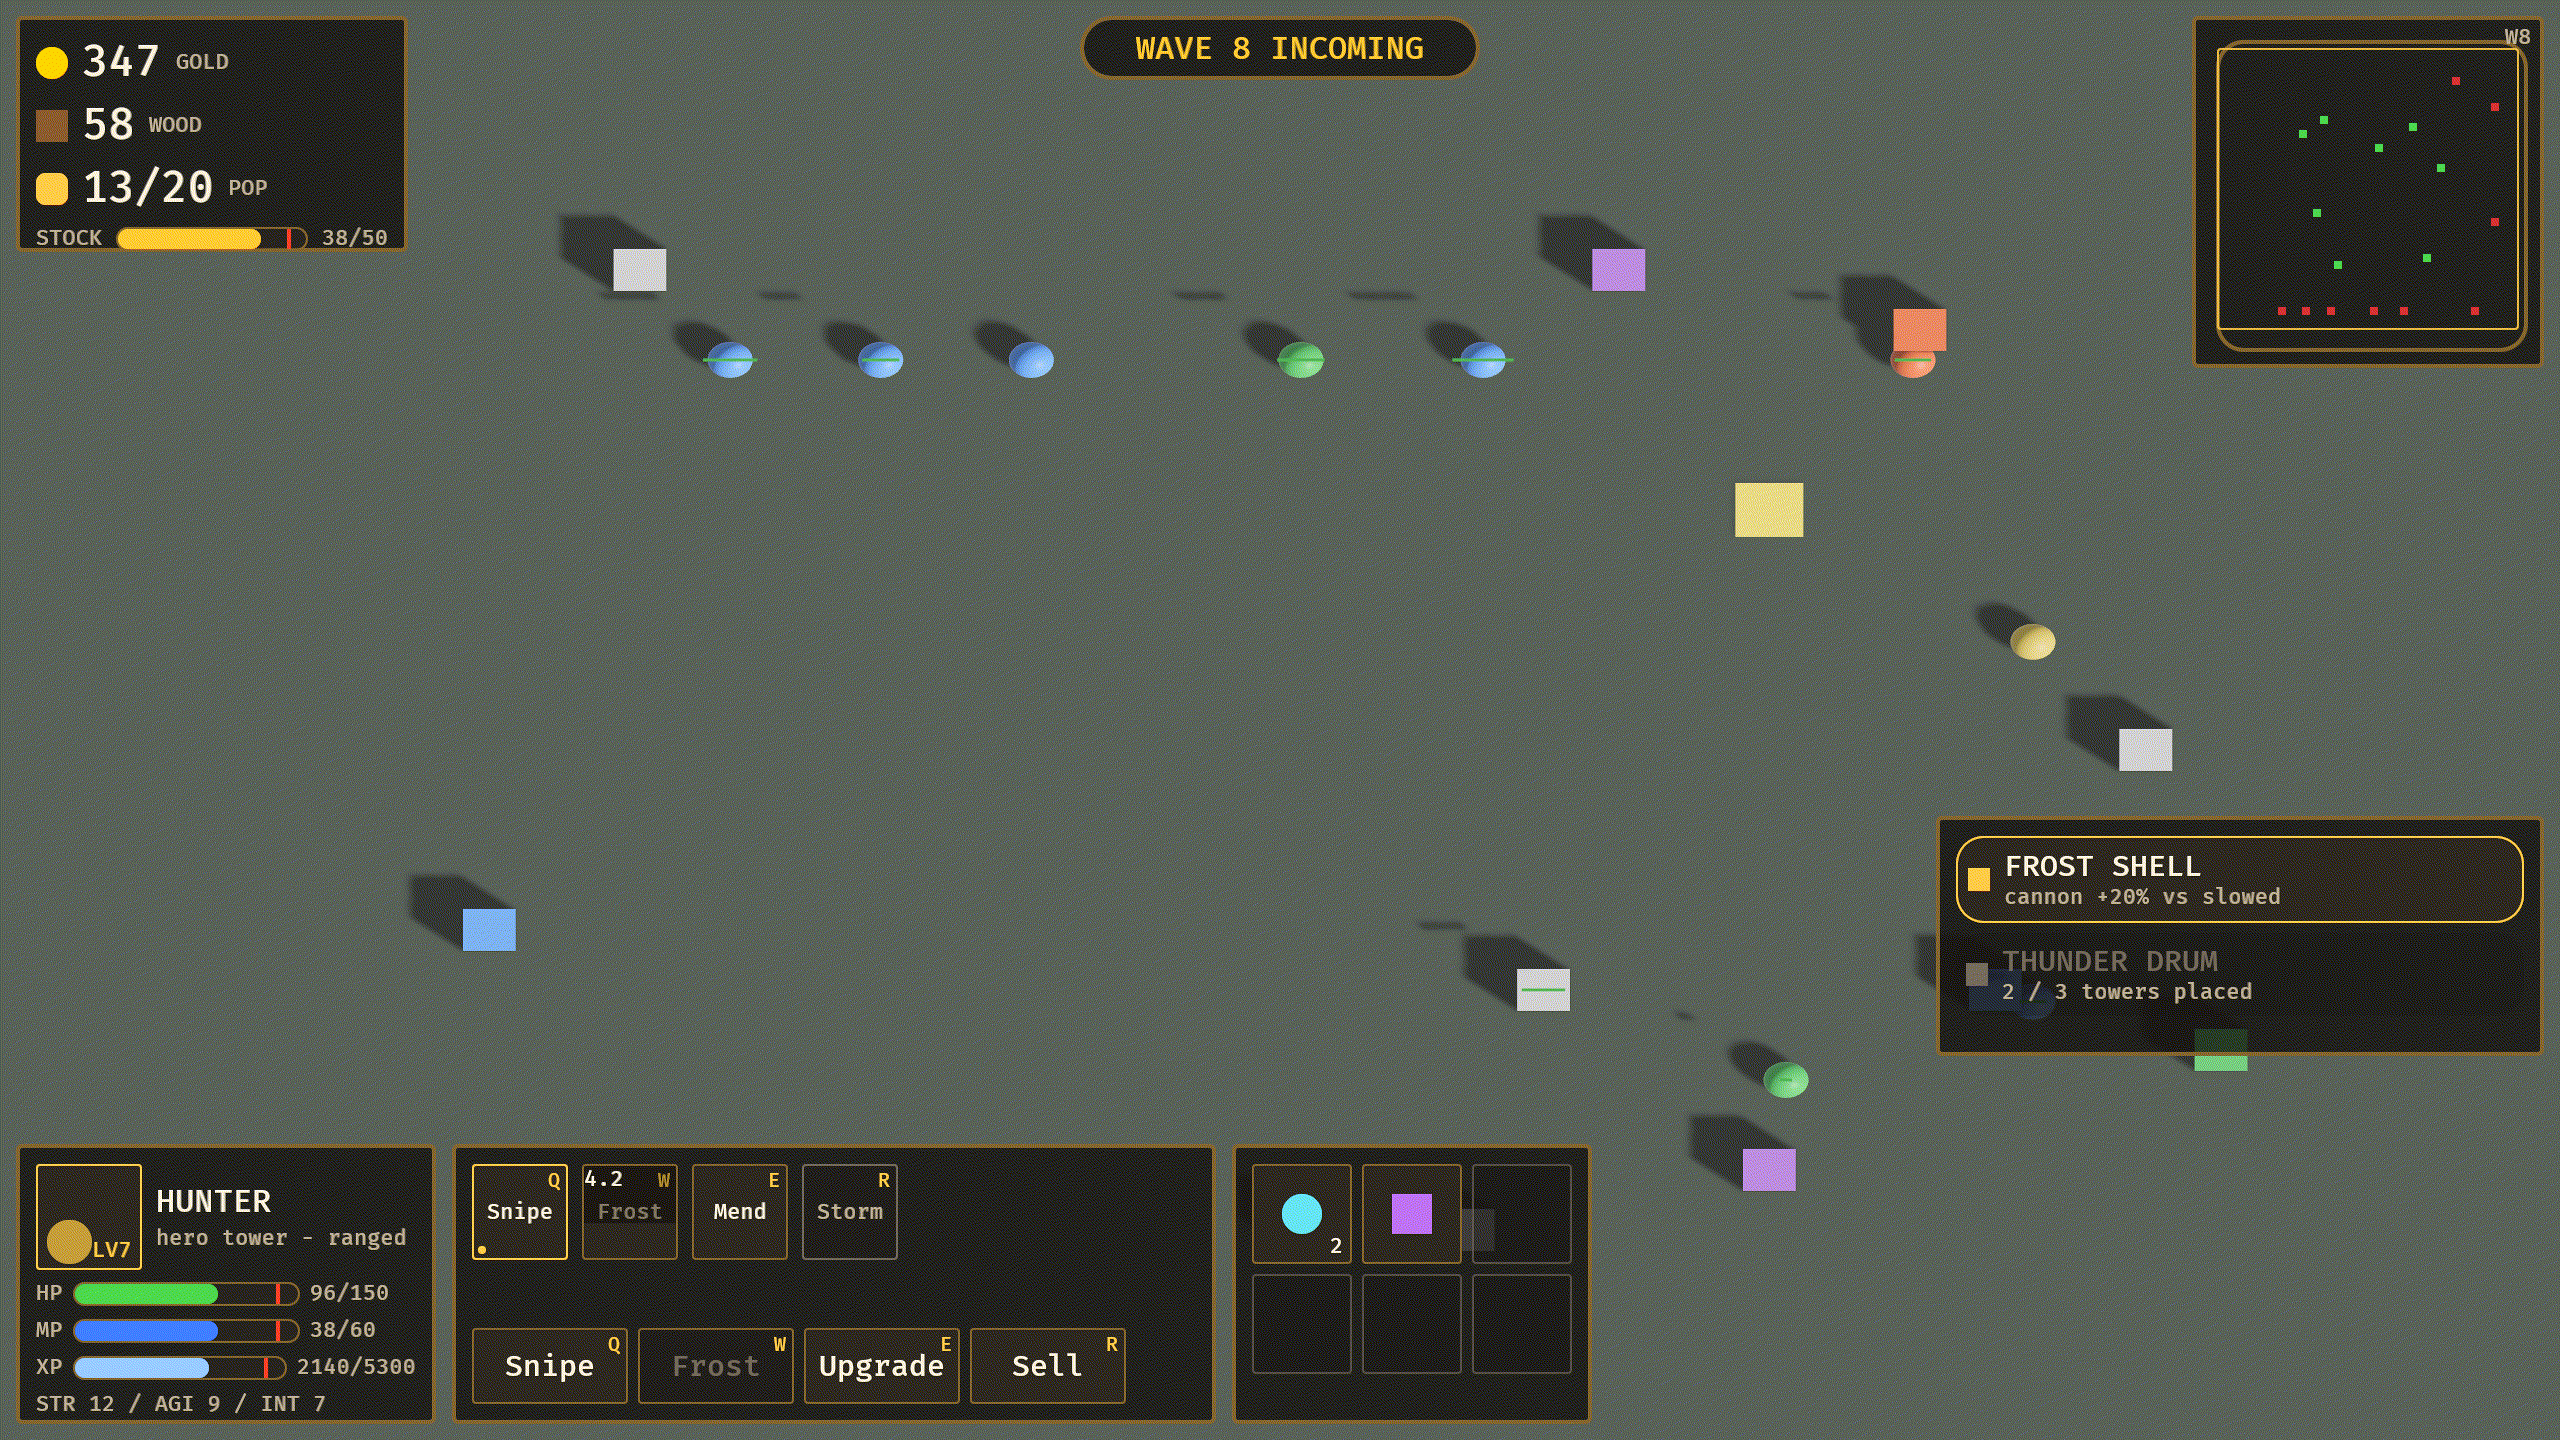 347 GOLD
58 WOOD
13/20 POP
STOCK 38/50
WAVE 8 INCOMING
W8
FROST SHELL
cannon +20% vs slowed
THUNDER DRUM
2 / 3 towers placed
LV7
HUNTER
hero tower - ranged
HP 96/150
MP 38/60
XP 2140/5300
STR 12 / AGI 9 / INT 7
Q
Snipe
4.2 W
Frost
E
Mend
R
Storm
Q
Snipe
W
Frost
E
Upgrade
R
Sell
2